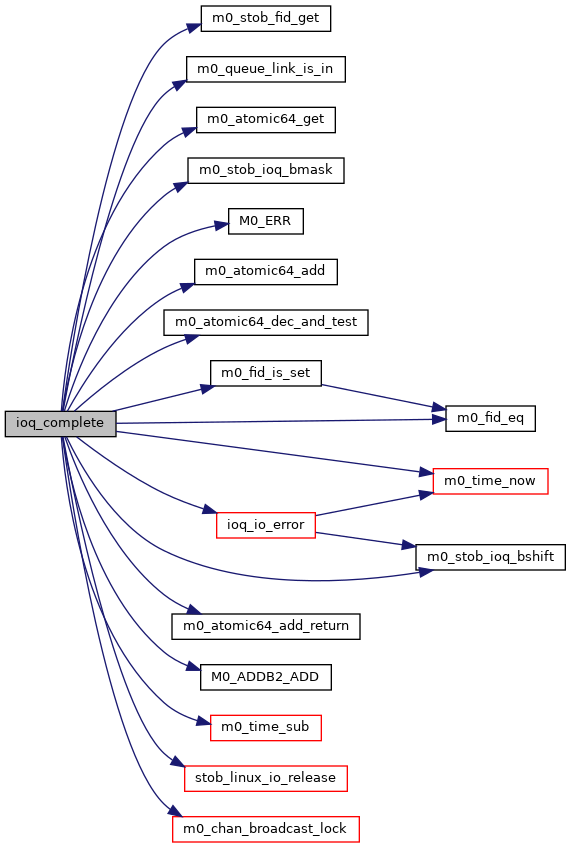 m0_stob_fid_get
m0_queue_link_is_in
m0_atomic64_get
m0_stob_ioq_bmask
M0_ERR
m0_atomic64_add
m0_atomic64_dec_and_test
m0_fid_is_set
ioq_complete
m0_fid_eq
m0_time_now
ioq_io_error
m0_stob_ioq_bshift
m0_atomic64_add_return
M0_ADDB2_ADD
m0_time_sub
stob_linux_io_release
m0_chan_broadcast_lock